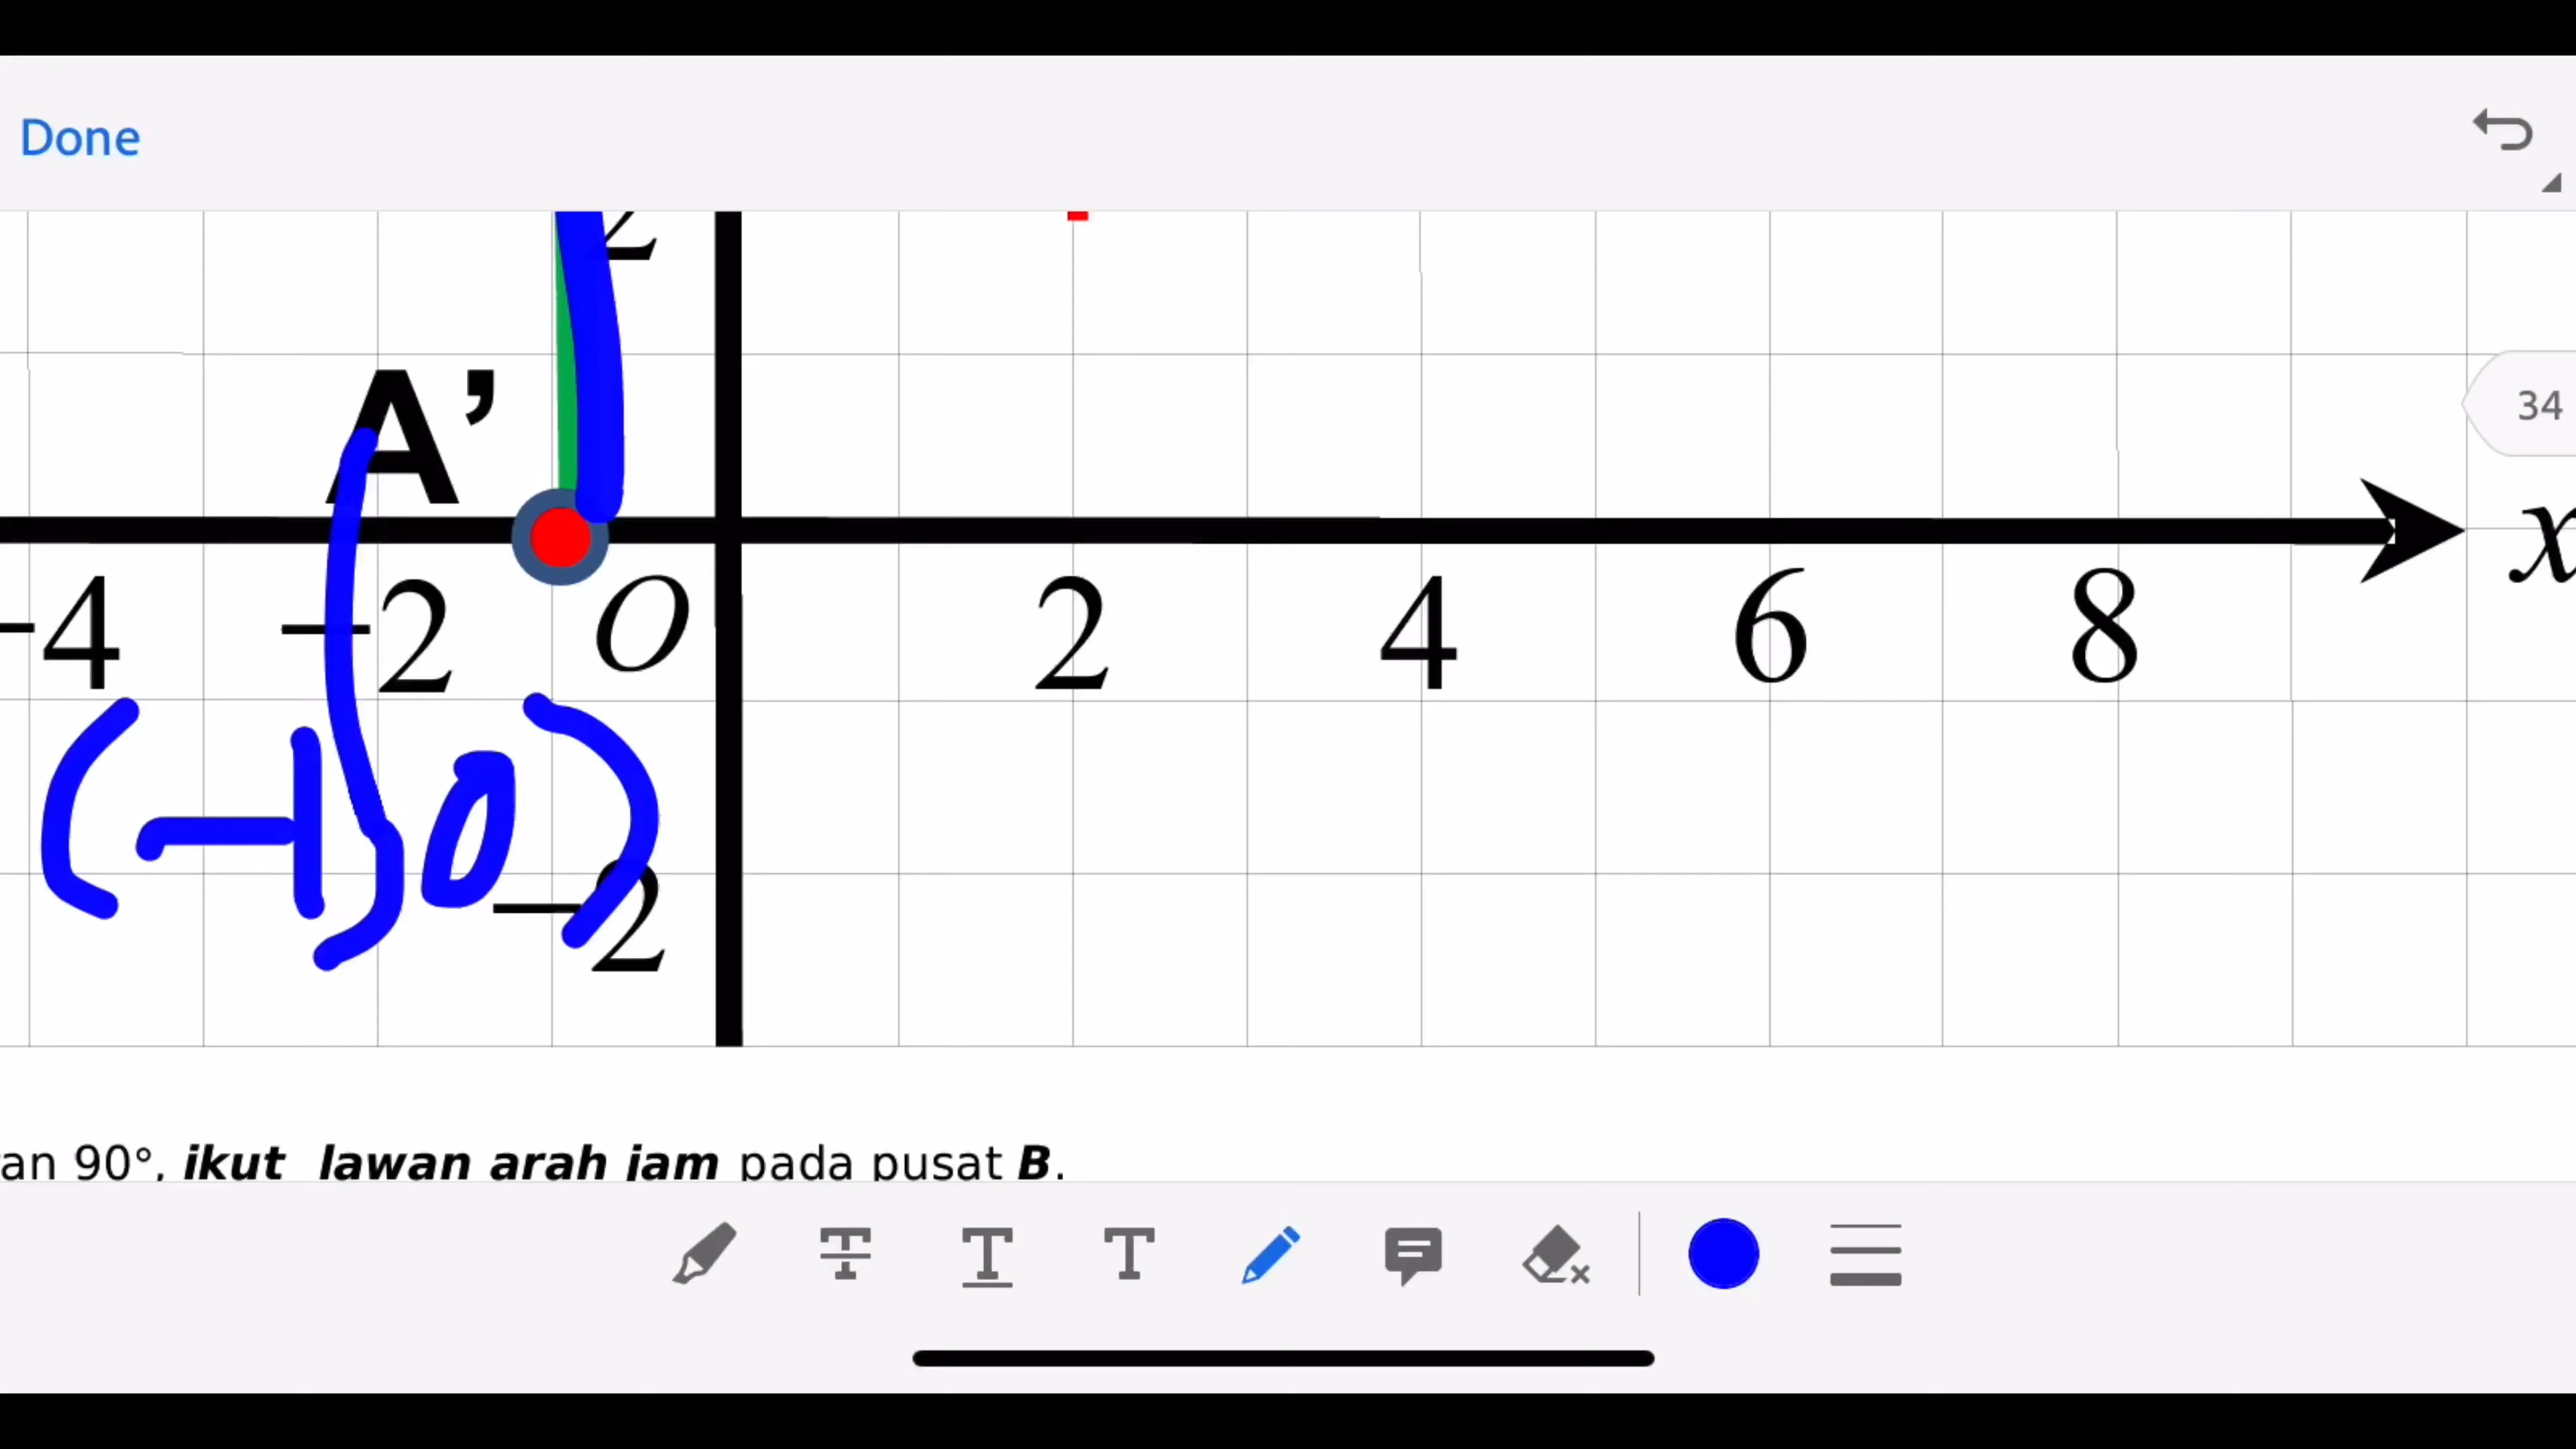 Done
2
34
A’
x
-4 -2 O 2 4 6 8
(-1,0)
-2
an 90°, ikut lawan arah jam pada pusat B.